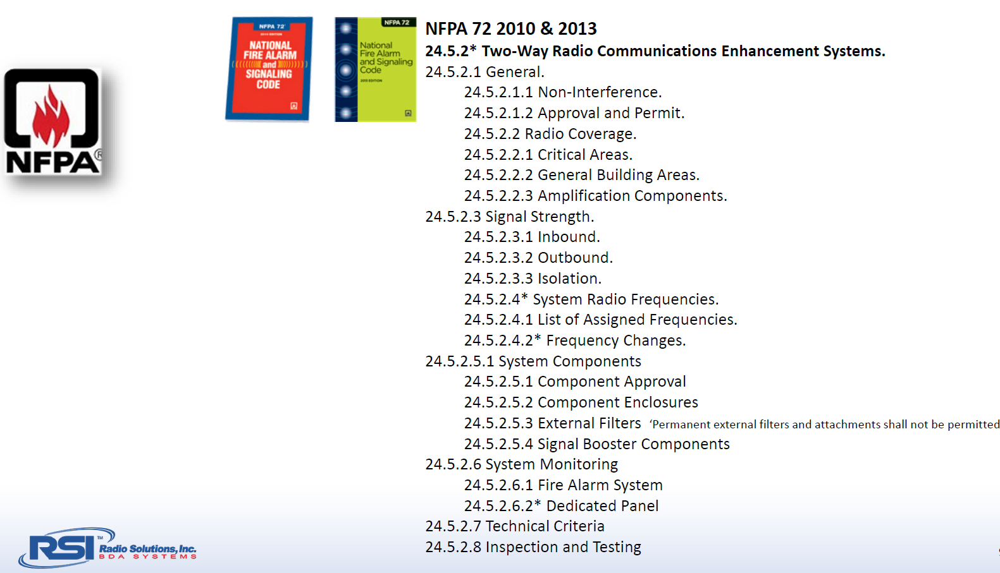 NFPA 72®
2010 EDITION
NATIONAL
FIRE ALARM
and
SIGNALING
CODE
NFPA 72®
National
Fire Alarm
and Signaling
Code
2013 EDITION
NFPA®
NFPA 72 2010 & 2013
24.5.2* Two-Way Radio Communications Enhancement Systems.
24.5.2.1 General.
24.5.2.1.1 Non-Interference.
24.5.2.1.2 Approval and Permit.
24.5.2.2 Radio Coverage.
24.5.2.2.1 Critical Areas.
24.5.2.2.2 General Building Areas.
24.5.2.2.3 Amplification Components.
24.5.2.3 Signal Strength.
24.5.2.3.1 Inbound.
24.5.2.3.2 Outbound.
24.5.2.3.3 Isolation.
24.5.2.4* System Radio Frequencies.
24.5.2.4.1 List of Assigned Frequencies.
24.5.2.4.2* Frequency Changes.
24.5.2.5.1 System Components
24.5.2.5.1 Component Approval
24.5.2.5.2 Component Enclosures
24.5.2.5.3 External Filters ‘Permanent external filters and attachments shall not be permitted
24.5.2.5.4 Signal Booster Components
24.5.2.6 System Monitoring
24.5.2.6.1 Fire Alarm System
24.5.2.6.2* Dedicated Panel
24.5.2.7 Technical Criteria
24.5.2.8 Inspection and Testing
RSI™ Radio Solutions, Inc.
BDA SYSTEMS